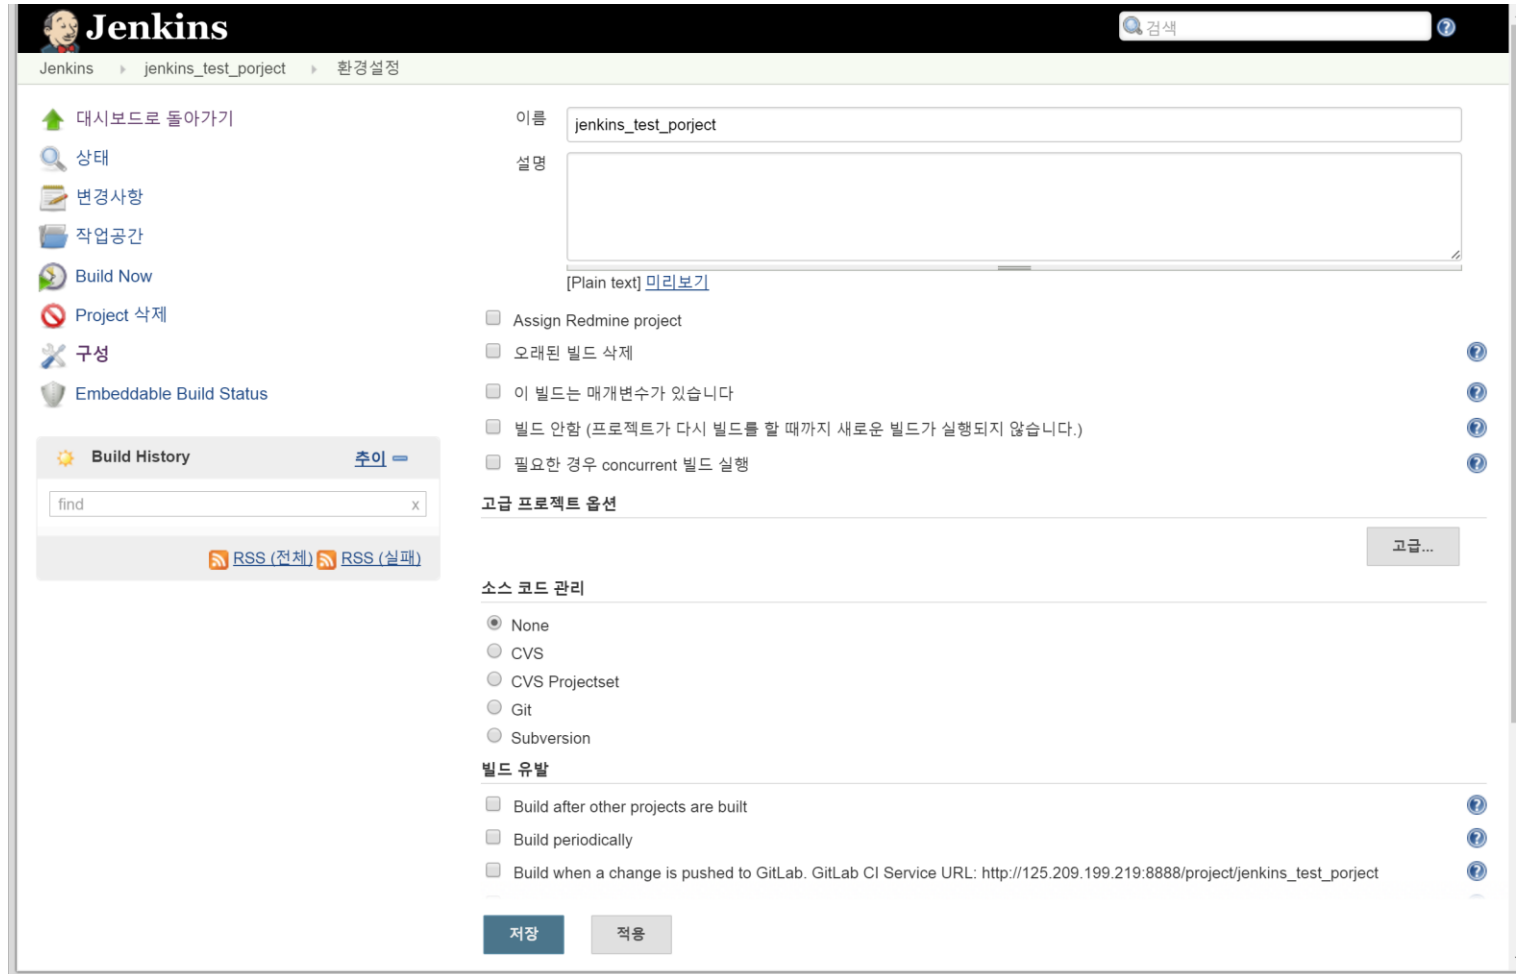 Jenkins
검색
Jenkins jenkins_test_porject 환경설정
대시보드로 돌아가기
상태
변경사항
작업공간
Build Now
Project 삭제
구성
Embeddable Build Status
Build History 추이
find x
RSS (전체) RSS (실패)
이름 jenkins_test_porject
설명
[Plain text] 미리보기
Assign Redmine project
오래된 빌드 삭제
이 빌드는 매개변수가 있습니다
빌드 안함 (프로젝트가 다시 빌드를 할 때까지 새로운 빌드가 실행되지 않습니다.)
필요한 경우 concurrent 빌드 실행
고급 프로젝트 옵션
고급...
소스 코드 관리
None
CVS
CVS Projectset
Git
Subversion
빌드 유발
Build after other projects are built
Build periodically
Build when a change is pushed to GitLab. GitLab CI Service URL: http://125.209.199.219:8888/project/jenkins_test_porject
저장 적용